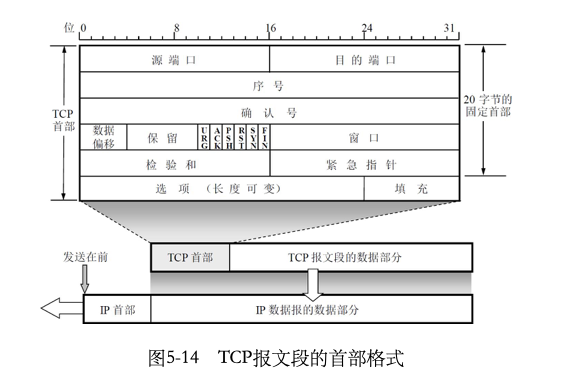 位 0 8 16 24 31
源端口 目的端口
序号
确认号
数据偏移 保留 URG ACK PSH RST SYN FIN 窗口
检验和 紧急指针
选项 （长度可变） 填充
TCP首部
20 字节的固定首部
发送在前
TCP 首部 TCP 报文段的数据部分
IP 首部 IP 数据报的数据部分
图5-14 TCP报文段的首部格式